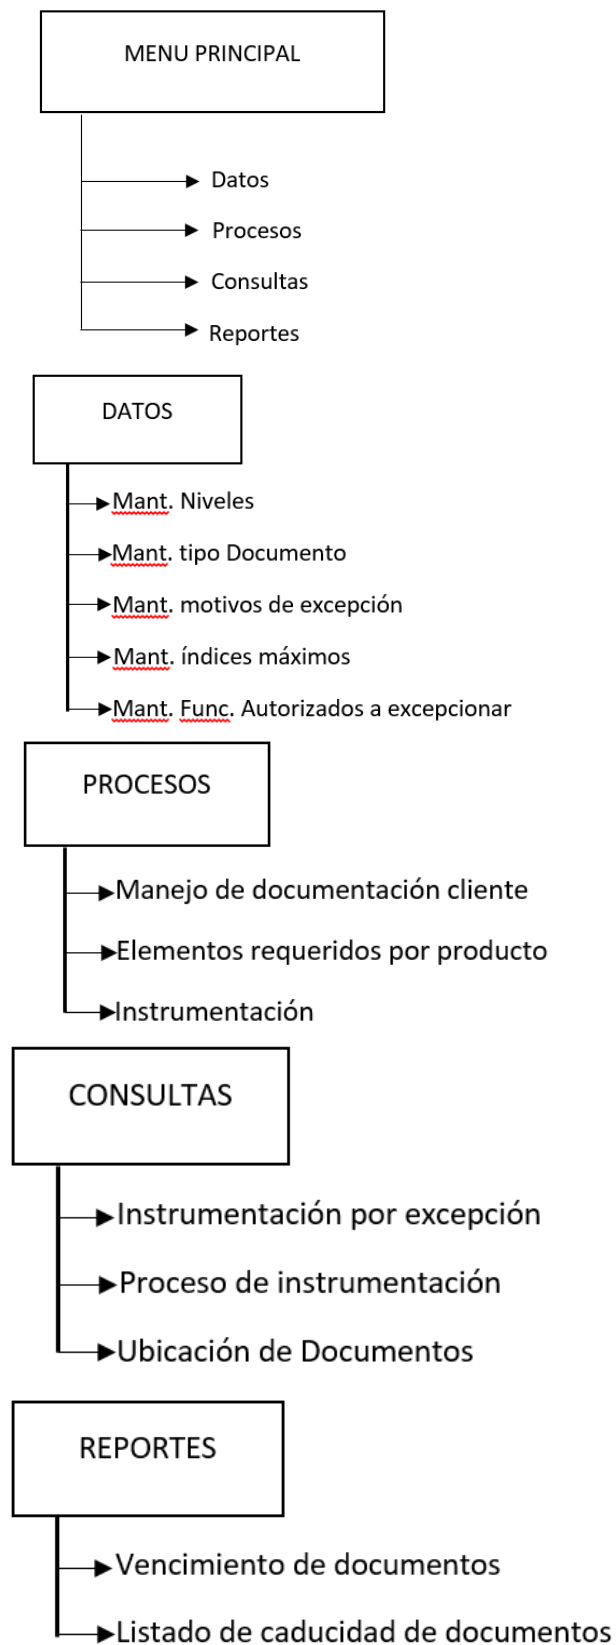 MENU PRINCIPAL
Datos
Procesos
Consultas
Reportes
DATOS
Mant. Niveles
Mant. tipo Documento
Mant. motivos de excepción
Mant. índices máximos
Mant. Func. Autorizados a excepcionar
PROCESOS
Manejo de documentación cliente
Elementos requeridos por producto
Instrumentación
CONSULTAS
Instrumentación por excepción
Proceso de instrumentación
Ubicación de Documentos
REPORTES
Vencimiento de documentos
Listado de caducidad de documentos